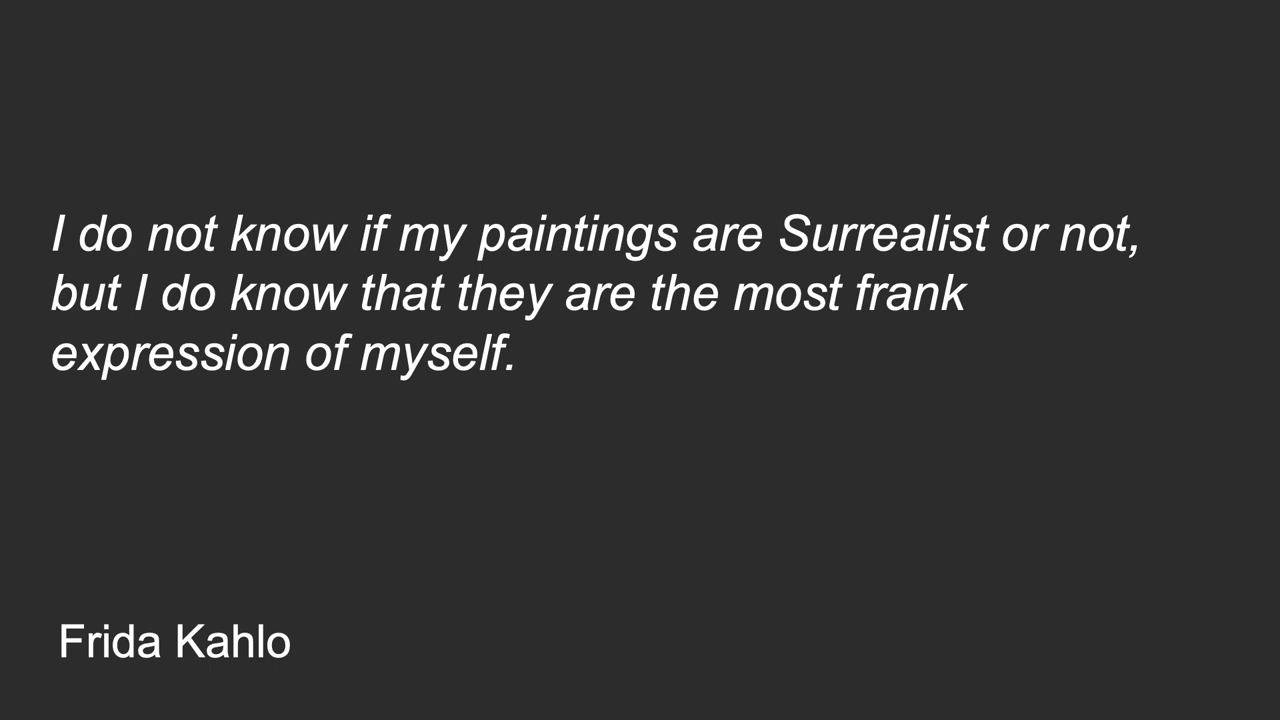 I do not know if my paintings are Surrealist or not,
but I do know that they are the most frank
expression of myself.
Frida Kahlo